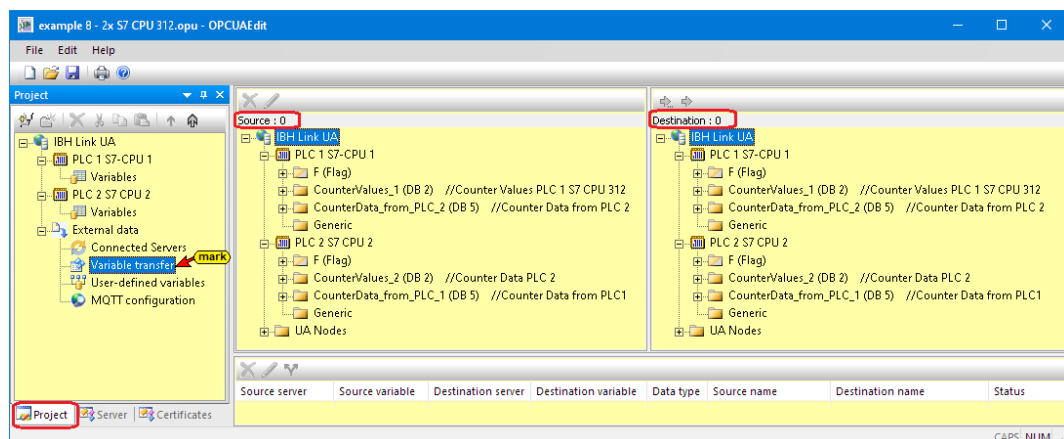 example 8 - 2x S7 CPU 312.opu - OPCUAEdit
File Edit Help
Project
IBH Link UA
PLC 1 S7-CPU 1
Variables
PLC 2 S7 CPU 2
Variables
External data
Connected Servers
Variable transfer
mark
User-defined variables
MQTT configuration
Project Server Certificates
Source : 0
IBH Link UA
PLC 1 S7-CPU 1
F (Flag)
CounterValues_1 (DB 2) //Counter Values PLC 1 S7 CPU 312
CounterData_from_PLC_2 (DB 5) //Counter Data from PLC 2
Generic
PLC 2 S7 CPU 2
F (Flag)
CounterValues_2 (DB 2) //Counter Data PLC 2
CounterData_from_PLC_1 (DB 5) //Counter Data from PLC1
Generic
UA Nodes
Destination : 0
IBH Link UA
PLC 1 S7-CPU 1
F (Flag)
CounterValues_1 (DB 2) //Counter Values PLC 1 S7 CPU 312
CounterData_from_PLC_2 (DB 5) //Counter Data from PLC 2
Generic
PLC 2 S7 CPU 2
F (Flag)
CounterValues_2 (DB 2) //Counter Data PLC 2
CounterData_from_PLC_1 (DB 5) //Counter Data from PLC1
Generic
UA Nodes
Source server Source variable Destination server Destination variable Data type Source name Destination name Status
CAPS NUM